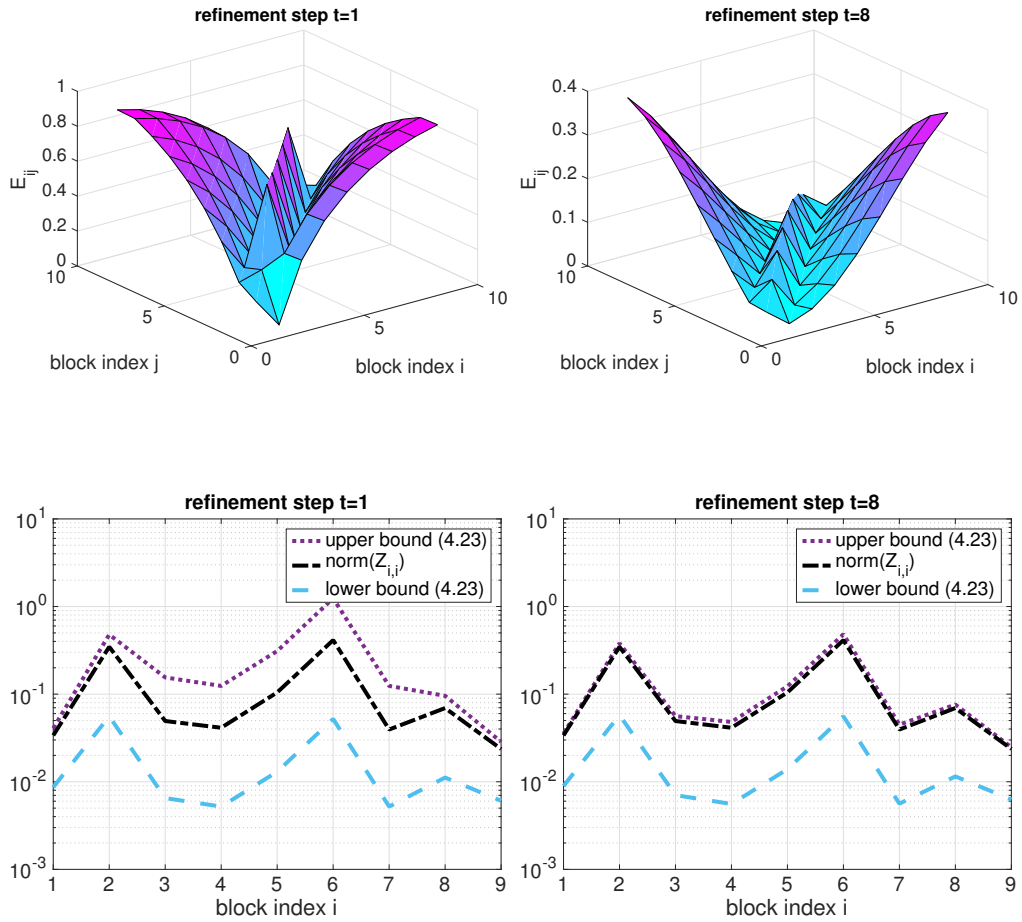 refinement step t=1
1
0.8
0.6
0.4
0.2
0
E_ij
10
5
0
block index j
0
5
10
block index i
refinement step t=8
0.4
0.3
0.2
0.1
0
E_ij
10
5
0
block index j
0
5
10
block index i
refinement step t=1
10^1
10^0
10^-1
10^-2
10^-3
upper bound (4.23)
norm(Z_i,i)
lower bound (4.23)
1 2 3 4 5 6 7 8 9
block index i
refinement step t=8
10^1
10^0
10^-1
10^-2
10^-3
upper bound (4.23)
norm(Z_i,i)
lower bound (4.23)
1 2 3 4 5 6 7 8 9
block index i